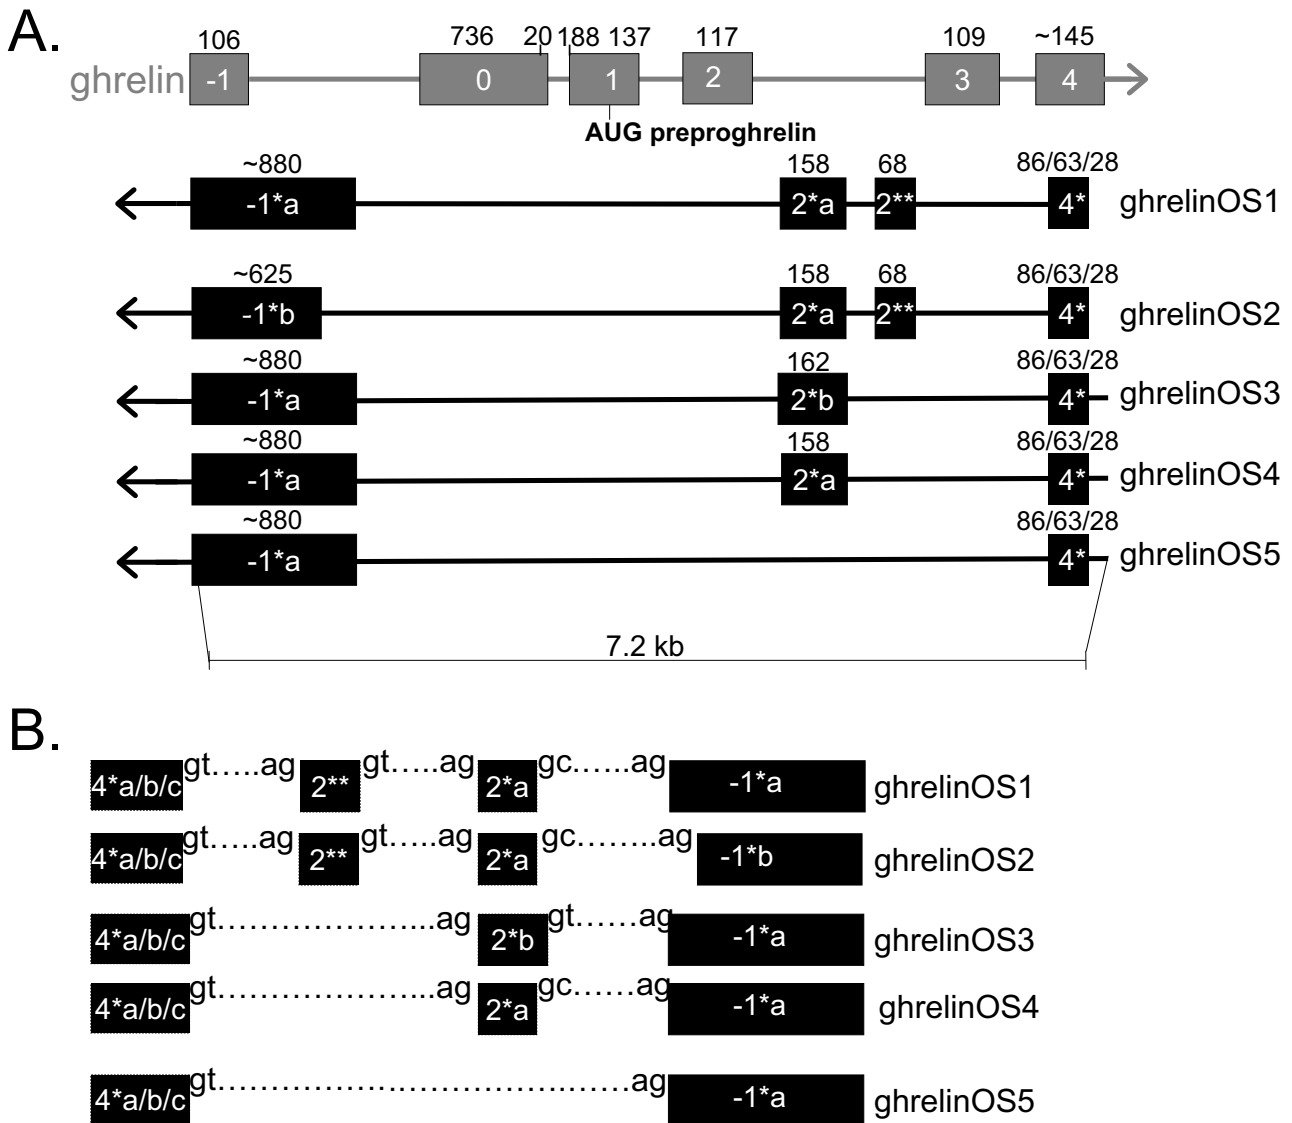 A.
106 736 20 188 137 117 109 ~145
ghrelin -1 0 1 2 3 4
AUG preproghrelin
~880 158 68 86/63/28
-1*a 2*a 2** 4* ghrelinOS1
~625 158 68 86/63/28
-1*b 2*a 2** 4* ghrelinOS2
~880 162 86/63/28
-1*a 2*b 4* ghrelinOS3
~880 158 86/63/28
-1*a 2*a 4* ghrelinOS4
~880 86/63/28
-1*a 4* ghrelinOS5
7.2 kb
B.
4*a/b/c gt.....ag 2** gt.....ag 2*a gc......ag -1*a ghrelinOS1
4*a/b/c gt.....ag 2** gt.....ag 2*a gc........ag -1*b ghrelinOS2
4*a/b/c gt.......................ag 2*b gt......ag -1*a ghrelinOS3
4*a/b/c gt.......................ag 2*a gc......ag -1*a ghrelinOS4
4*a/b/c gt...........................................ag -1*a ghrelinOS5